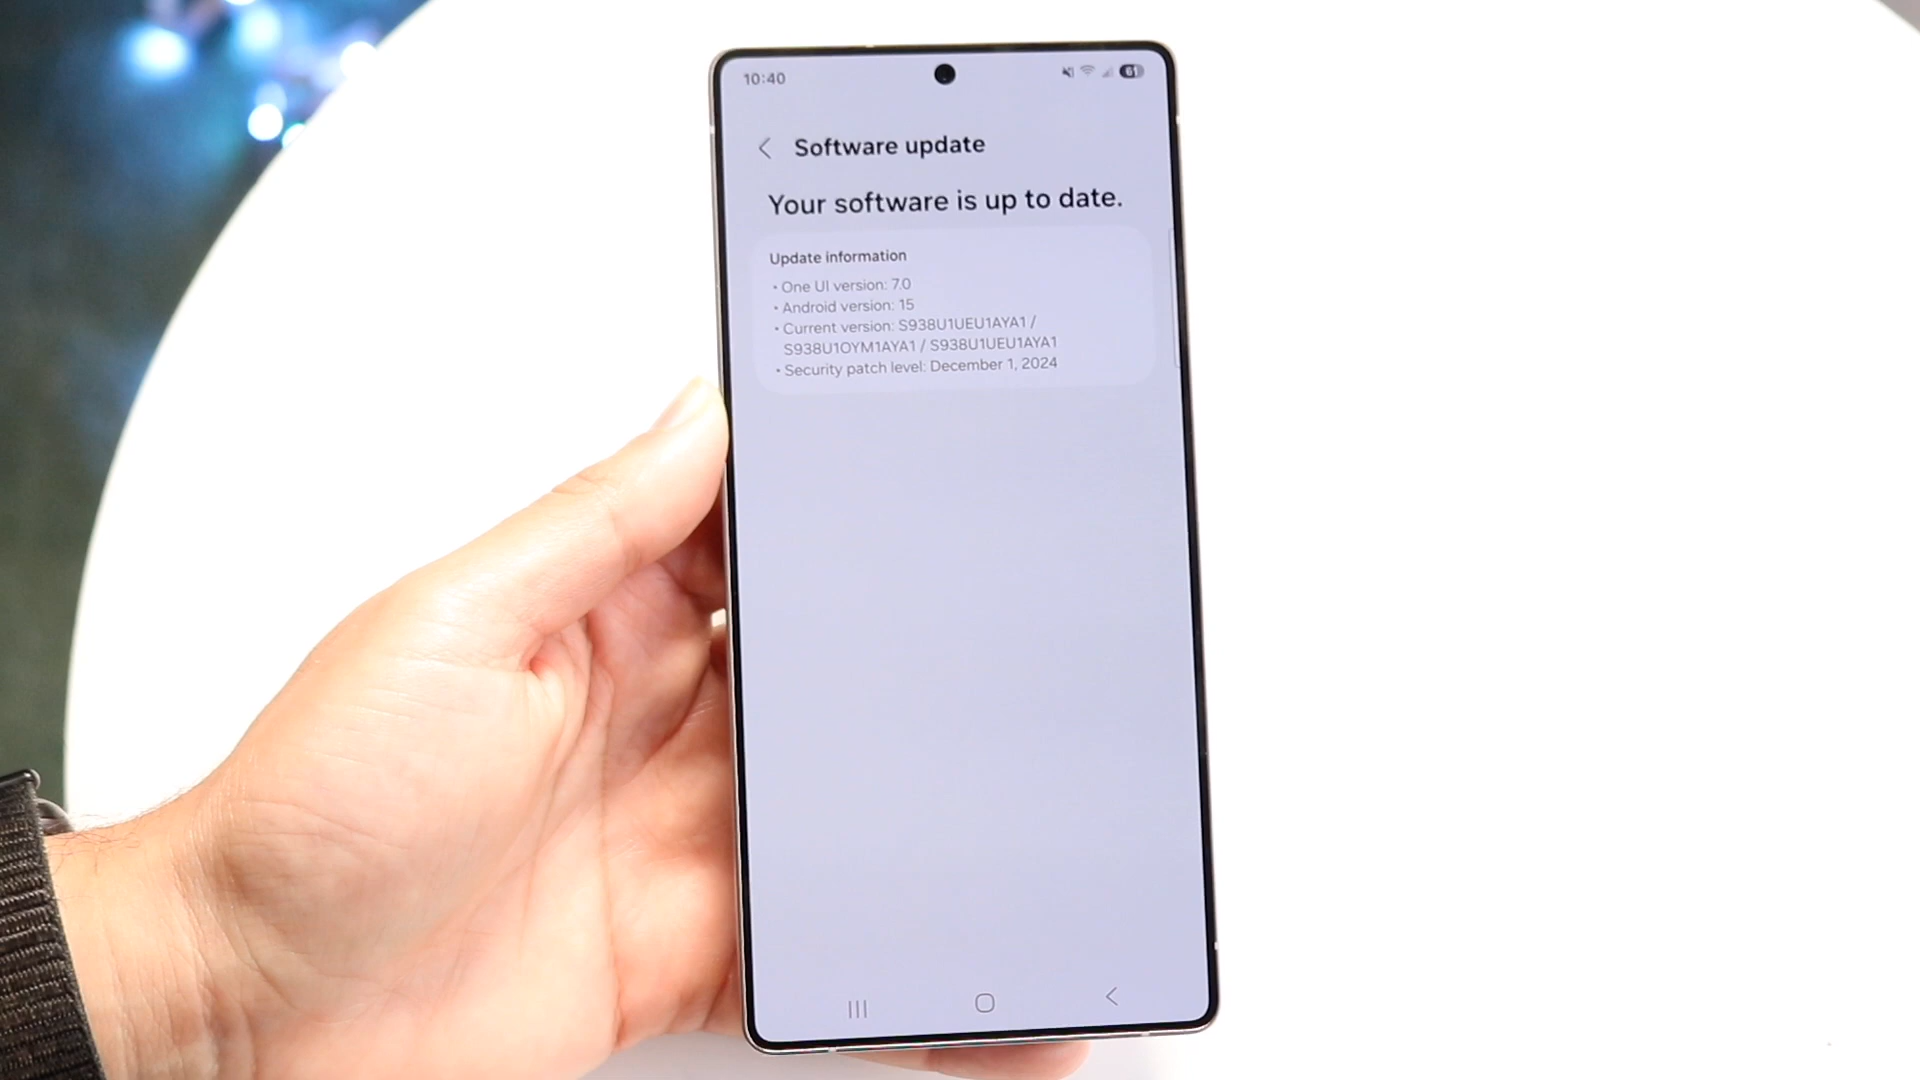 10:40
61
Software update
Your software is up to date.
Update information
• One UI version: 7.0
• Android version: 15
• Current version: S938U1UEU1AYA1 /
S938U1OYM1AYA1 / S938U1UEU1AYA1
• Security patch level: December 1, 2024